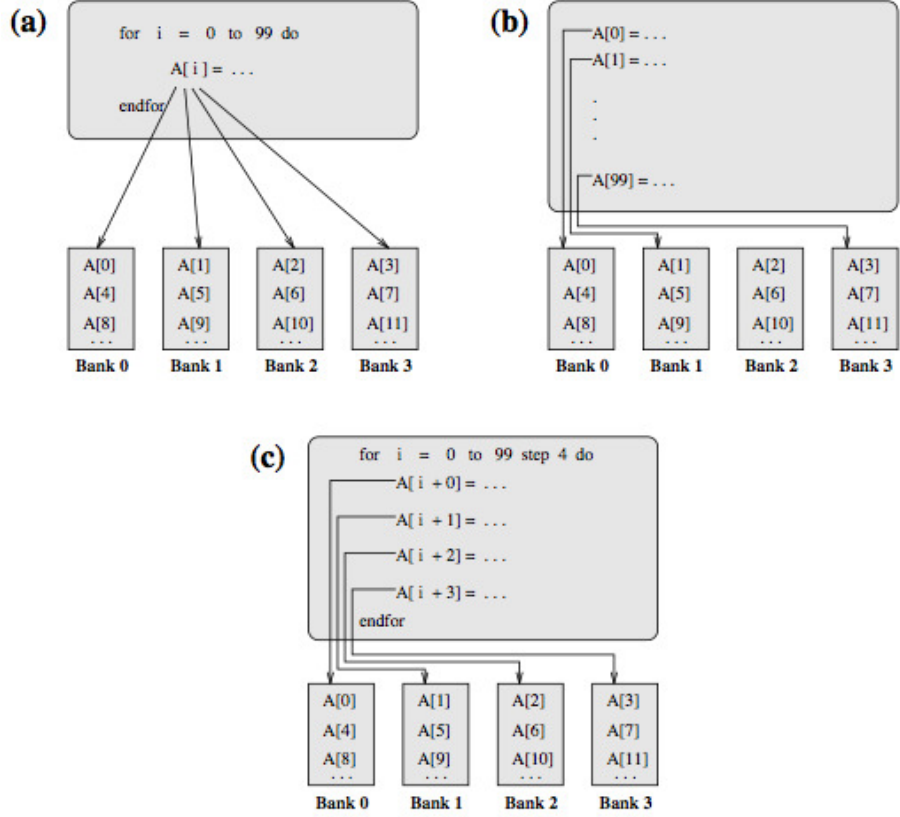 (a)
for i = 0 to 99 do
A[ i ] = . . .
endfor
A[0] A[1] A[2] A[3]
A[4] A[5] A[6] A[7]
A[8] A[9] A[10] A[11]
. . . . . . . . . . . .
Bank 0 Bank 1 Bank 2 Bank 3
(b)
A[0] = . . .
A[1] = . . .
.
.
.
A[99] = . . .
A[0] A[1] A[2] A[3]
A[4] A[5] A[6] A[7]
A[8] A[9] A[10] A[11]
. . . . . . . . . . . .
Bank 0 Bank 1 Bank 2 Bank 3
(c)
for i = 0 to 99 step 4 do
A[ i + 0] = . . .
A[ i + 1] = . . .
A[ i + 2] = . . .
A[ i + 3] = . . .
endfor
A[0] A[1] A[2] A[3]
A[4] A[5] A[6] A[7]
A[8] A[9] A[10] A[11]
. . . . . . . . . . . .
Bank 0 Bank 1 Bank 2 Bank 3